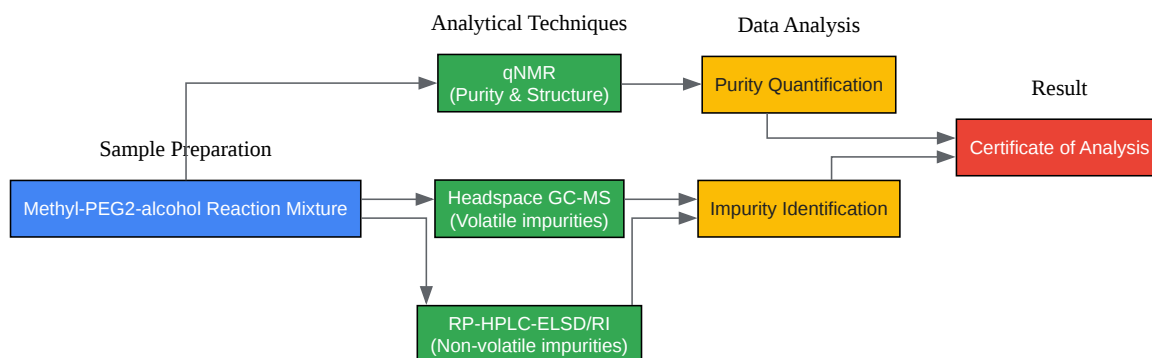 Analytical Techniques
Data Analysis
qNMR
(Purity & Structure)
Purity Quantification
Result
Sample Preparation
Certificate of Analysis
Methyl-PEG2-alcohol Reaction Mixture
Headspace GC-MS
(Volatile impurities)
Impurity Identification
RP-HPLC-ELSD/RI
(Non-volatile impurities)